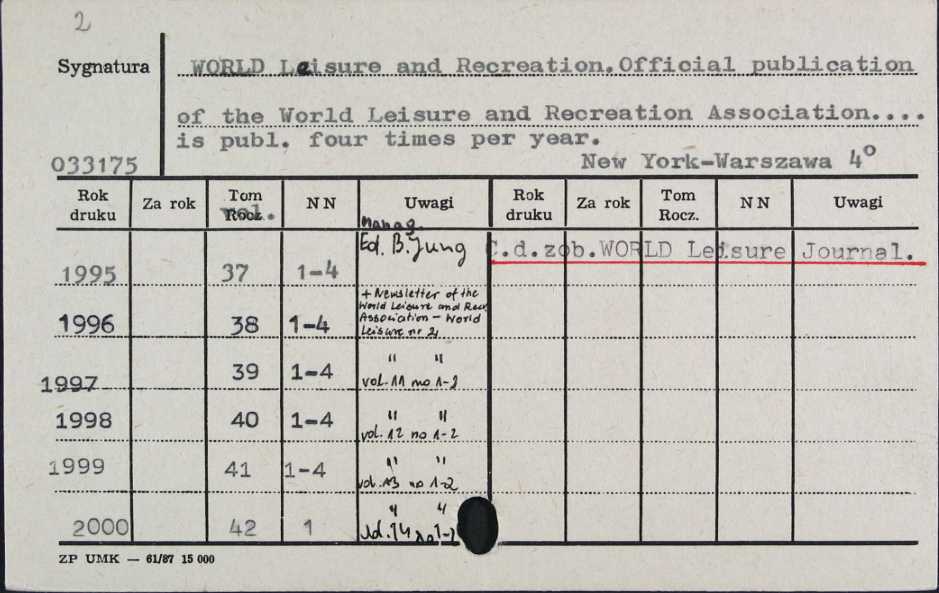 2
Sygnatura WORLD Leisure and Recreation. Official publication
of the World Leisure and Recreation Association....
is publ. four times per year.
033175 New York-Warszawa 4º
Rok druku Za rok Tom Rocz. vol. NN Uwagi Rok druku Za rok Tom Rocz. NN Uwagi
1995 37 1-4 Manag. Ed. B. Jung C.d.zob.WORLD Leisure Journal.
1996 38 1-4 + Newsletter of the World Leisure and Recr. Association - World Leisure nr 2,
1997 39 1-4 " " vol. 11 no 1-2
1998 40 1-4 " " vol. 12 no 1-2
1999 41 1-4 " " vol. 13 no 1-2
2000 42 1 " " vol. 14 no 1-
ZP UMK — 61/87 15 000